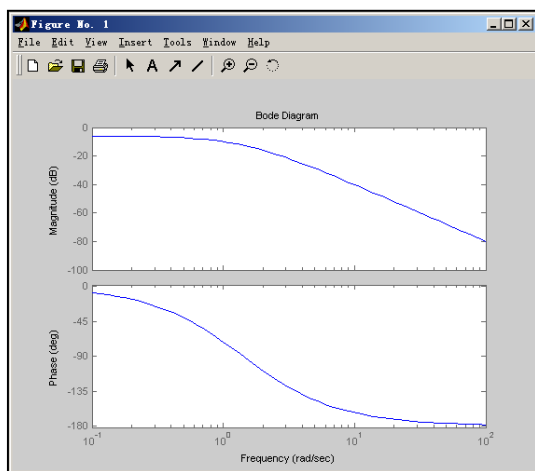 Figure No. 1
File Edit View Insert Tools Window Help
A
Bode Diagram
Magnitude (dB)
0
-20
-40
-60
-80
-100
Phase (deg)
0
-45
-90
-135
-180
10^-1 10^0 10^1 10^2
Frequency (rad/sec)